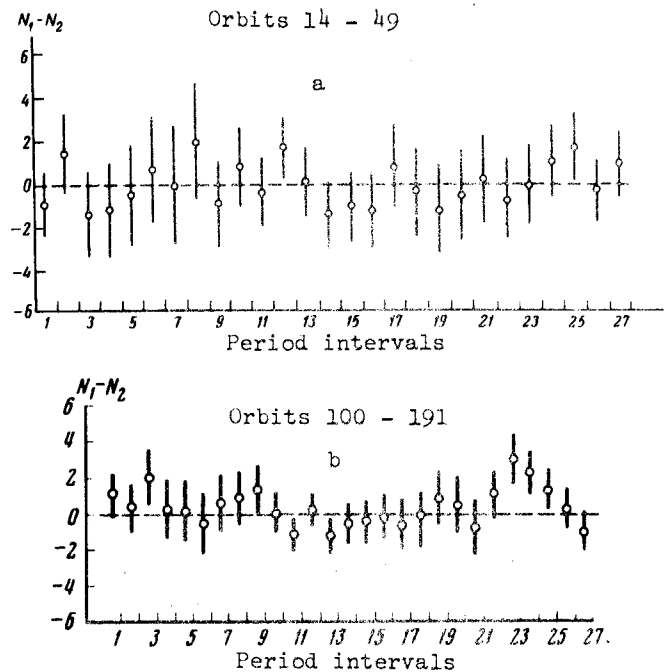 N₁-N₂
Orbits 14 - 49
a
6
4
2
0
-2
-4
-6
1 3 5 7 9 11 13 15 17 19 21 23 25 27
Period intervals
N₁-N₂
Orbits 100 - 191
b
6
4
2
0
-2
-4
-6
1 3 5 7 9 11 13 15 17 19 21 23 25 27.
Period intervals